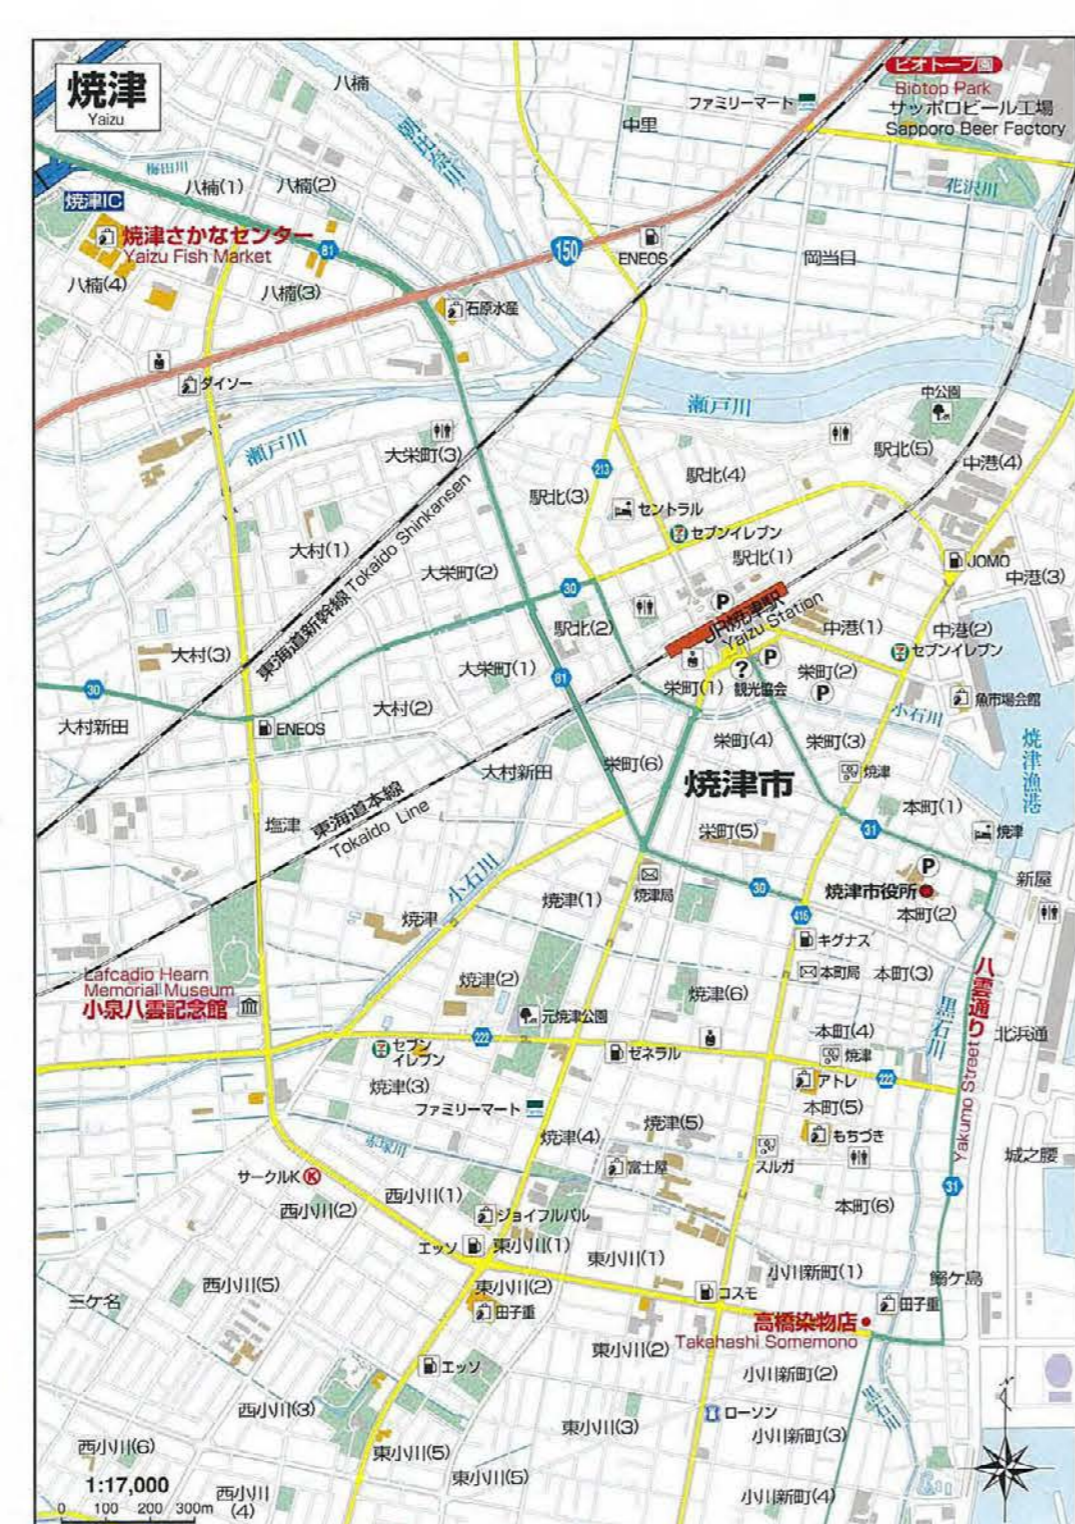 焼津
Yaizu
八楠
朝比奈川
ファミリーマート
中里
ビオトープ園
Biotop Park
サッポロビール工場
Sapporo Beer Factory
梅田川
八楠(1)
八楠(2)
花沢川
焼津IC
焼津さかなセンター
Yaizu Fish Market
81
150
ENEOS
岡当目
八楠(4)
八楠(3)
石原水産
ダイソー
瀬戸川
中公園
瀬戸川
大栄町(3)
駅北(5)
中港(4)
213
駅北(4)
駅北(3)
セントラル
東海道新幹線 Tokaido Shinkansen
セブンイレブン
大村(1)
駅北(1)
JOMO
大栄町(2)
中港(3)
30
P
JR焼津駅
Yaizu Station
駅北(2)
中港(1)
中港(2)
セブンイレブン
大村(3)
大栄町(1)
81
P
栄町(2)
30
栄町(1)
?
観光協会
P
魚市場会館
大村新田
ENEOS
大村(2)
小石川
栄町(4)
栄町(3)
焼津漁港
大村新田
栄町(6)
焼津市
焼津
東海道本線
Tokaido Line
塩津
本町(1)
栄町(5)
31
焼津
小石川
P
新屋
焼津(1)
焼津局
30
焼津市役所
焼津
416
本町(2)
キグナス
Lafcadio Hearn
Memorial Museum
小泉八雲記念館
焼津(2)
焼津(6)
本町局
本町(3)
八雲通り
Yakumo Street
元焼津公園
黒石川
北浜通
222
本町(4)
セブン
イレブン
ゼネラル
焼津
アトレ
222
焼津(3)
ファミリーマート
本町(5)
焼津(5)
もちづき
焼津(4)
城之腰
富士屋
スルガ
サークルK
K
西小川(1)
31
西小川(2)
ジョイフルバル
本町(6)
エッソ
東小川(1)
東小川(1)
小川新町(1)
鰯ケ島
西小川(5)
東小川(2)
三ケ名
コスモ
田子重
田子重
高橋染物店
Takahashi Somemono
東小川(2)
エッソ
小川新町(2)
黒石川
西小川(3)
ローソン
東小川(3)
小川新町(3)
西小川(6)
東小川(5)
東小川(5)
1:17,000
西小川
(4)
小川新町(4)
0 100 200 300m